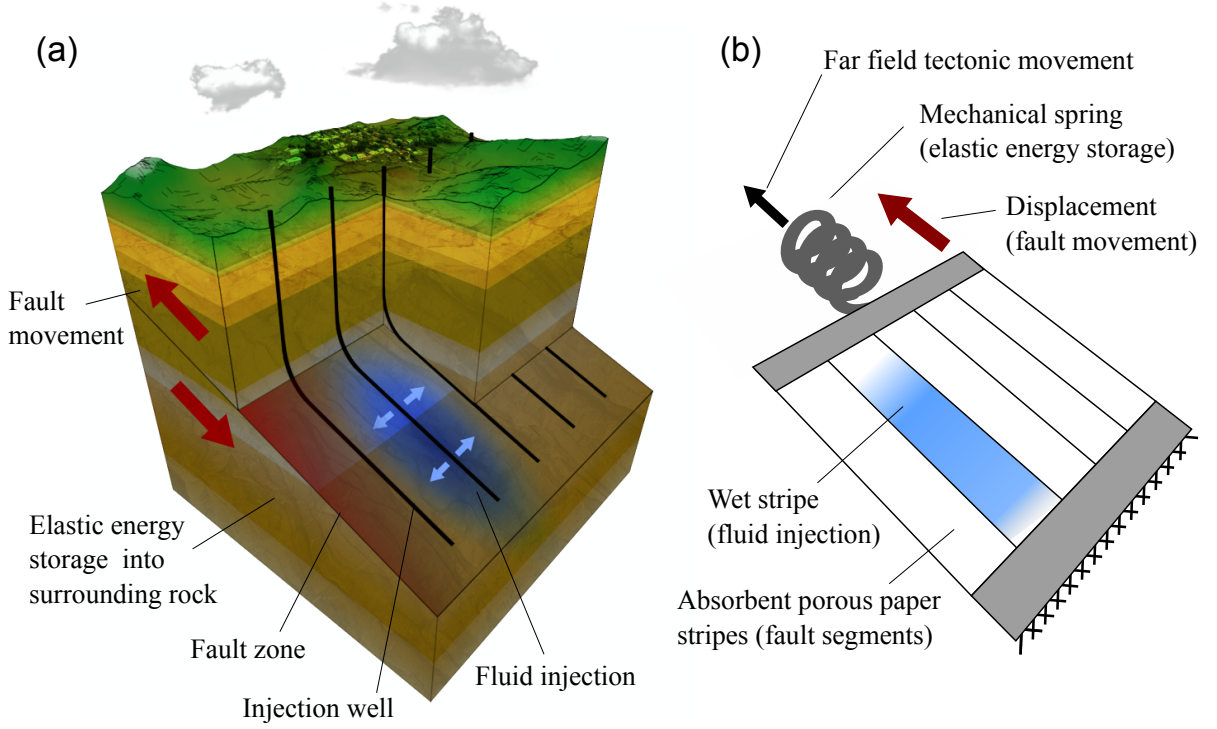 (a)
Fault
movement
Elastic energy
storage into
surrounding rock
Fault zone
Injection well
Fluid injection
(b)
Far field tectonic movement
Mechanical spring
(elastic energy storage)
Displacement
(fault movement)
Wet stripe
(fluid injection)
Absorbent porous paper
stripes (fault segments)